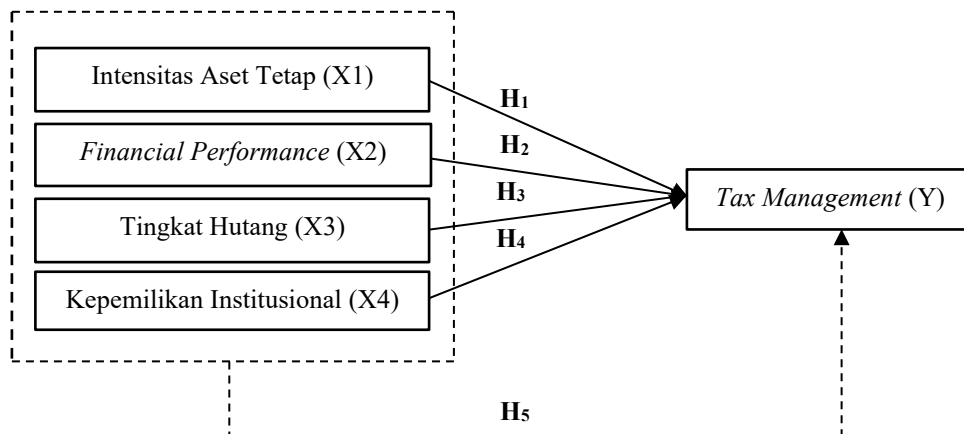 Intensitas Aset Tetap (X1)
Financial Performance (X2)
Tingkat Hutang (X3)
Kepemilikan Institusional (X4)
H1
H2
H3
H4
Tax Management (Y)
H5